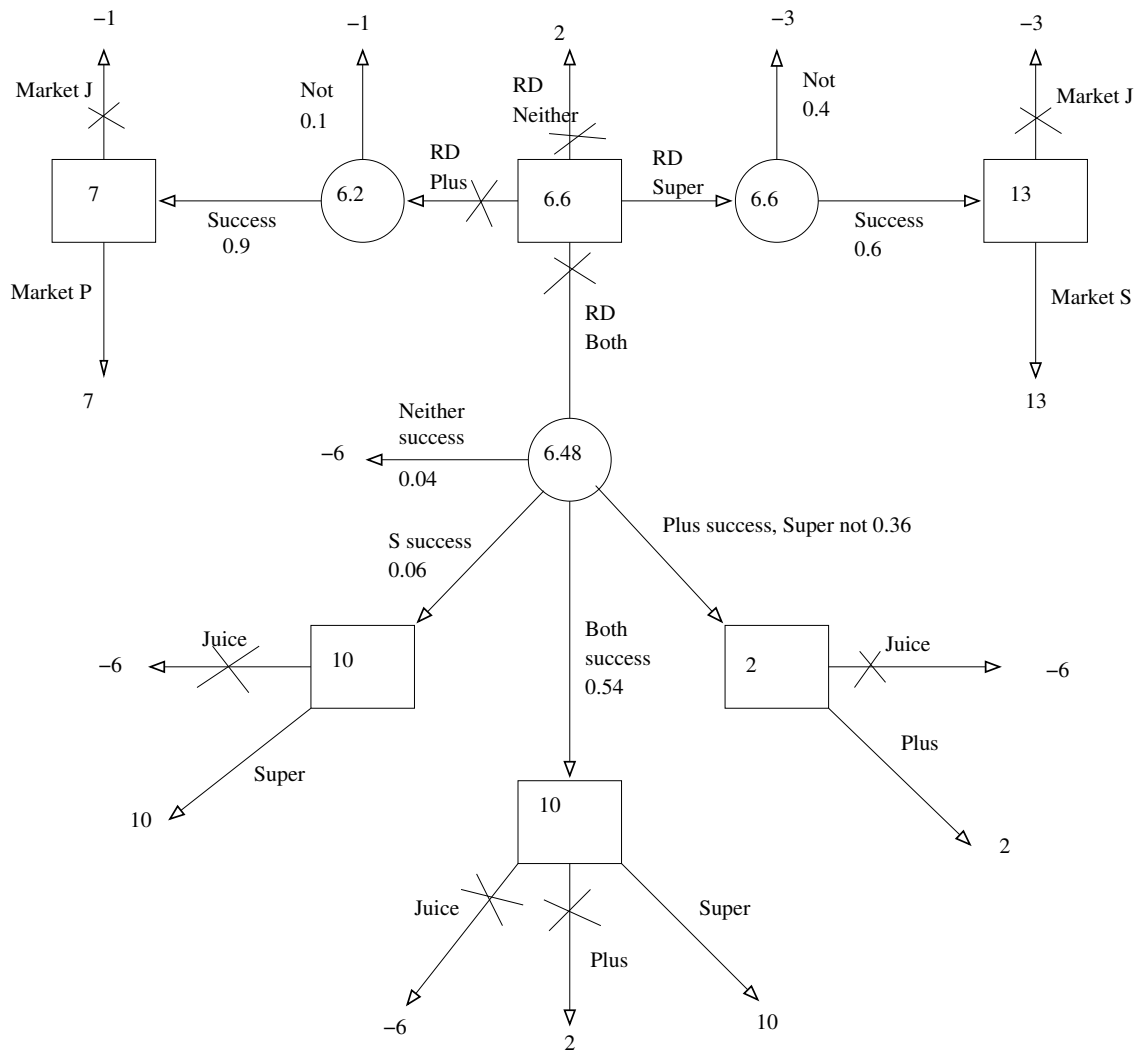 −1
−1
2
−3
−3
Market J
Not
0.1
RD
Neither
Not
0.4
Market J
RD
Plus
RD
Super
7
6.2
6.6
6.6
13
Success
0.9
Success
0.6
Market P
Market S
RD
Both
7
13
Neither
success
0.04
−6
6.48
Plus success, Super not 0.36
S success
0.06
Both
success
0.54
Juice
−6
10
2
Juice
−6
Super
Plus
10
2
10
Juice
Super
Plus
−6
2
10